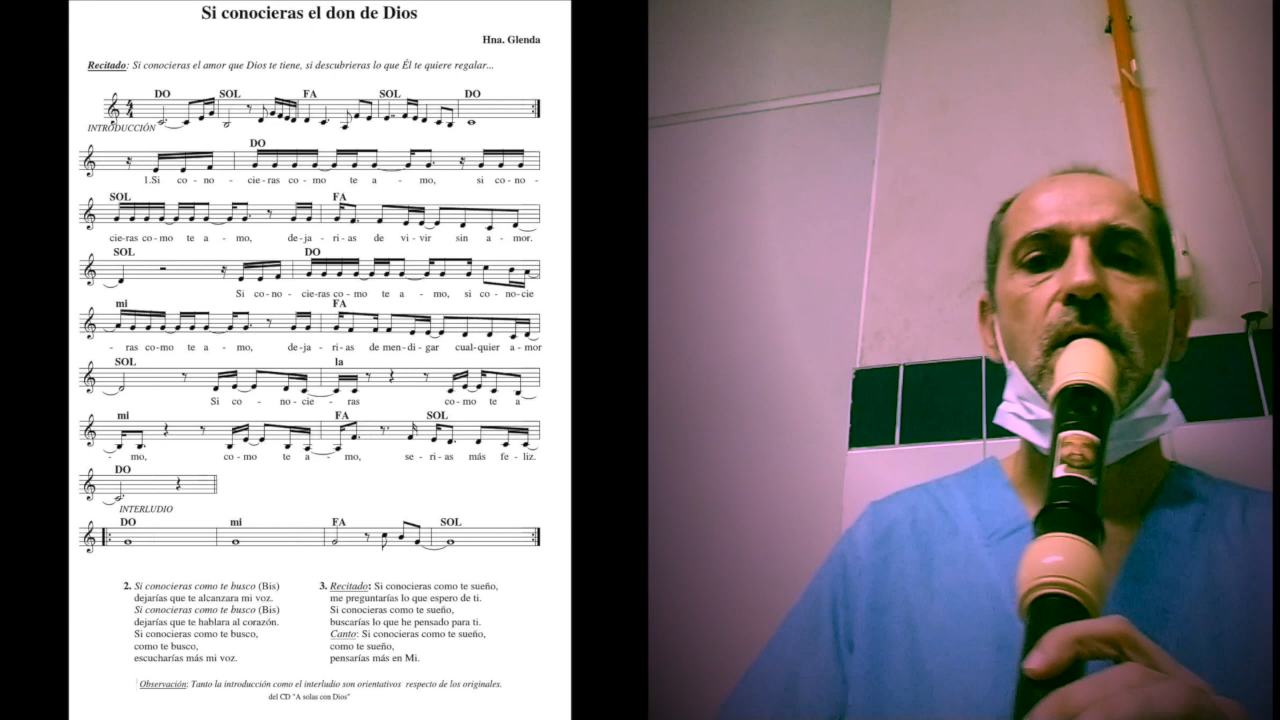 Si conocieras el don de Dios
Hna. Glenda
Recitado: Si conocieras el amor que Dios te tiene, si descubrieras lo que Él te quiere regalar...
DO SOL FA SOL DO
INTRODUCCIÓN
DO
1.Si co - no - cie - ras co - mo te a - mo, si co no -
SOL FA
cie-ras co - mo te a - mo, de - ja - ri - as de vi - vir sin a - mor.
SOL DO
Si co - no - cie-ras co - mo te a - mo, si co - no-cie
mi FA
- ras co-mo te a - mo, de - ja - ri- as de men - di - gar cual-quier a - mor
SOL la
Si co - no - cie - ras co - mo te a
mi FA SOL
- mo, co - mo te a - mo, se - ri - as más fe - liz.
DO
INTERLUDIO
DO mi FA SOL
2. Si conocieras como te busco (Bis)
dejarías que te alcanzara mi voz.
Si conocieras como te busco (Bis)
dejarías que te hablara al corazón.
Si conocieras como te busco,
como te busco,
escucharías más mi voz.
3. Recitado: Si conocieras como te sueño,
me preguntarías lo que espero de ti.
Si conocieras como te sueño,
buscarías lo que he pensado para ti.
Canto: Si conocieras como te sueño,
como te sueño,
pensarías más en Mi.
Observación: Tanto la introducción como el interludio son orientativos respecto de los originales.
del CD "A solas con Dios"